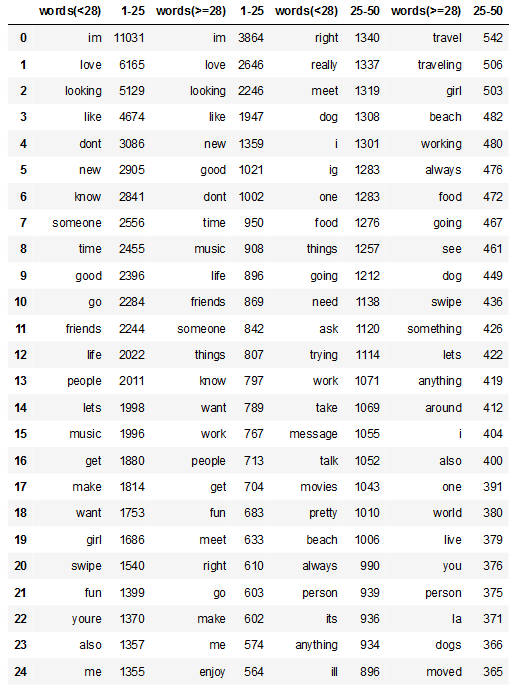 words(<28) 1-25 words(>=28) 1-25 words(<28) 25-50 words(>=28) 25-50
0 im 11031 im 3864 right 1340 travel 542
1 love 6165 love 2646 really 1337 traveling 506
2 looking 5129 looking 2246 meet 1319 girl 503
3 like 4674 like 1947 dog 1308 beach 482
4 dont 3086 new 1359 i 1301 working 480
5 new 2905 good 1021 ig 1283 always 476
6 know 2841 dont 1002 one 1283 food 472
7 someone 2556 time 950 food 1276 going 467
8 time 2455 music 908 things 1257 see 461
9 good 2396 life 896 going 1212 dog 449
10 go 2284 friends 869 need 1138 swipe 436
11 friends 2244 someone 842 ask 1120 something 426
12 life 2022 things 807 trying 1114 lets 422
13 people 2011 know 797 work 1071 anything 419
14 lets 1998 want 789 take 1069 around 412
15 music 1996 work 767 message 1055 i 404
16 get 1880 people 713 talk 1052 also 400
17 make 1814 get 704 movies 1043 one 391
18 want 1753 fun 683 pretty 1010 world 380
19 girl 1686 meet 633 beach 1006 live 379
20 swipe 1540 right 610 always 990 you 376
21 fun 1399 go 603 person 939 person 375
22 youre 1370 make 602 its 936 la 371
23 also 1357 me 574 anything 934 dogs 366
24 me 1355 enjoy 564 ill 896 moved 365